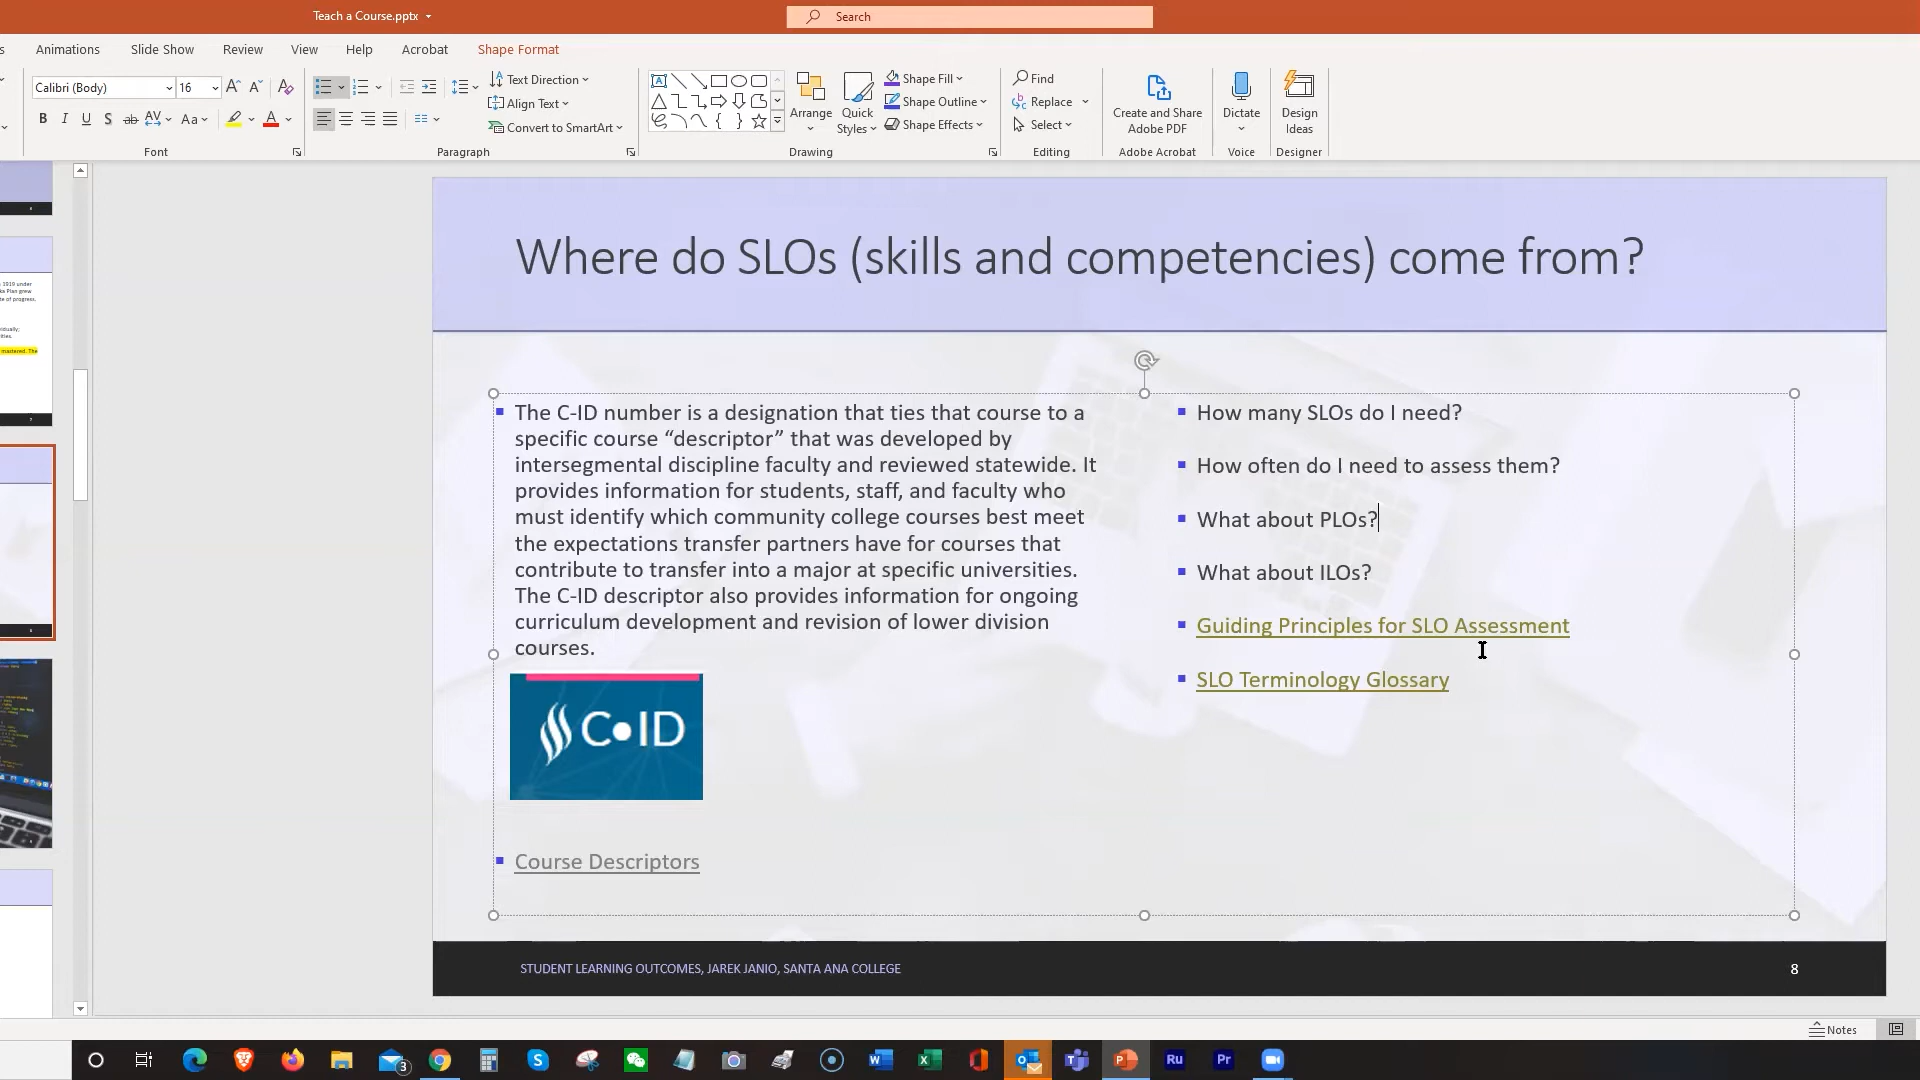 Teach a Course.pptx
Search
s
Animations
Slide Show
Review
View
Help
Acrobat
Shape Format
Calibri (Body)
16
Text Direction
Align Text
Convert to SmartArt
Arrange
Quick
Styles
Shape Fill
Shape Outline
Shape Effects
Find
Replace
Select
Create and Share
Adobe PDF
Dictate
Design
Ideas
Font
Paragraph
Drawing
Editing
Adobe Acrobat
Voice
Designer
Where do SLOs (skills and competencies) come from?
The C-ID number is a designation that ties that course to a
specific course “descriptor” that was developed by
intersegmental discipline faculty and reviewed statewide. It
provides information for students, staff, and faculty who
must identify which community college courses best meet
the expectations transfer partners have for courses that
contribute to transfer into a major at specific universities.
The C-ID descriptor also provides information for ongoing
curriculum development and revision of lower division
courses.
C•ID
Course Descriptors
How many SLOs do I need?
How often do I need to assess them?
What about PLOs?
What about ILOs?
Guiding Principles for SLO Assessment
SLO Terminology Glossary
STUDENT LEARNING OUTCOMES, JAREK JANIO, SANTA ANA COLLEGE
8
Notes
3
Ru
Pr